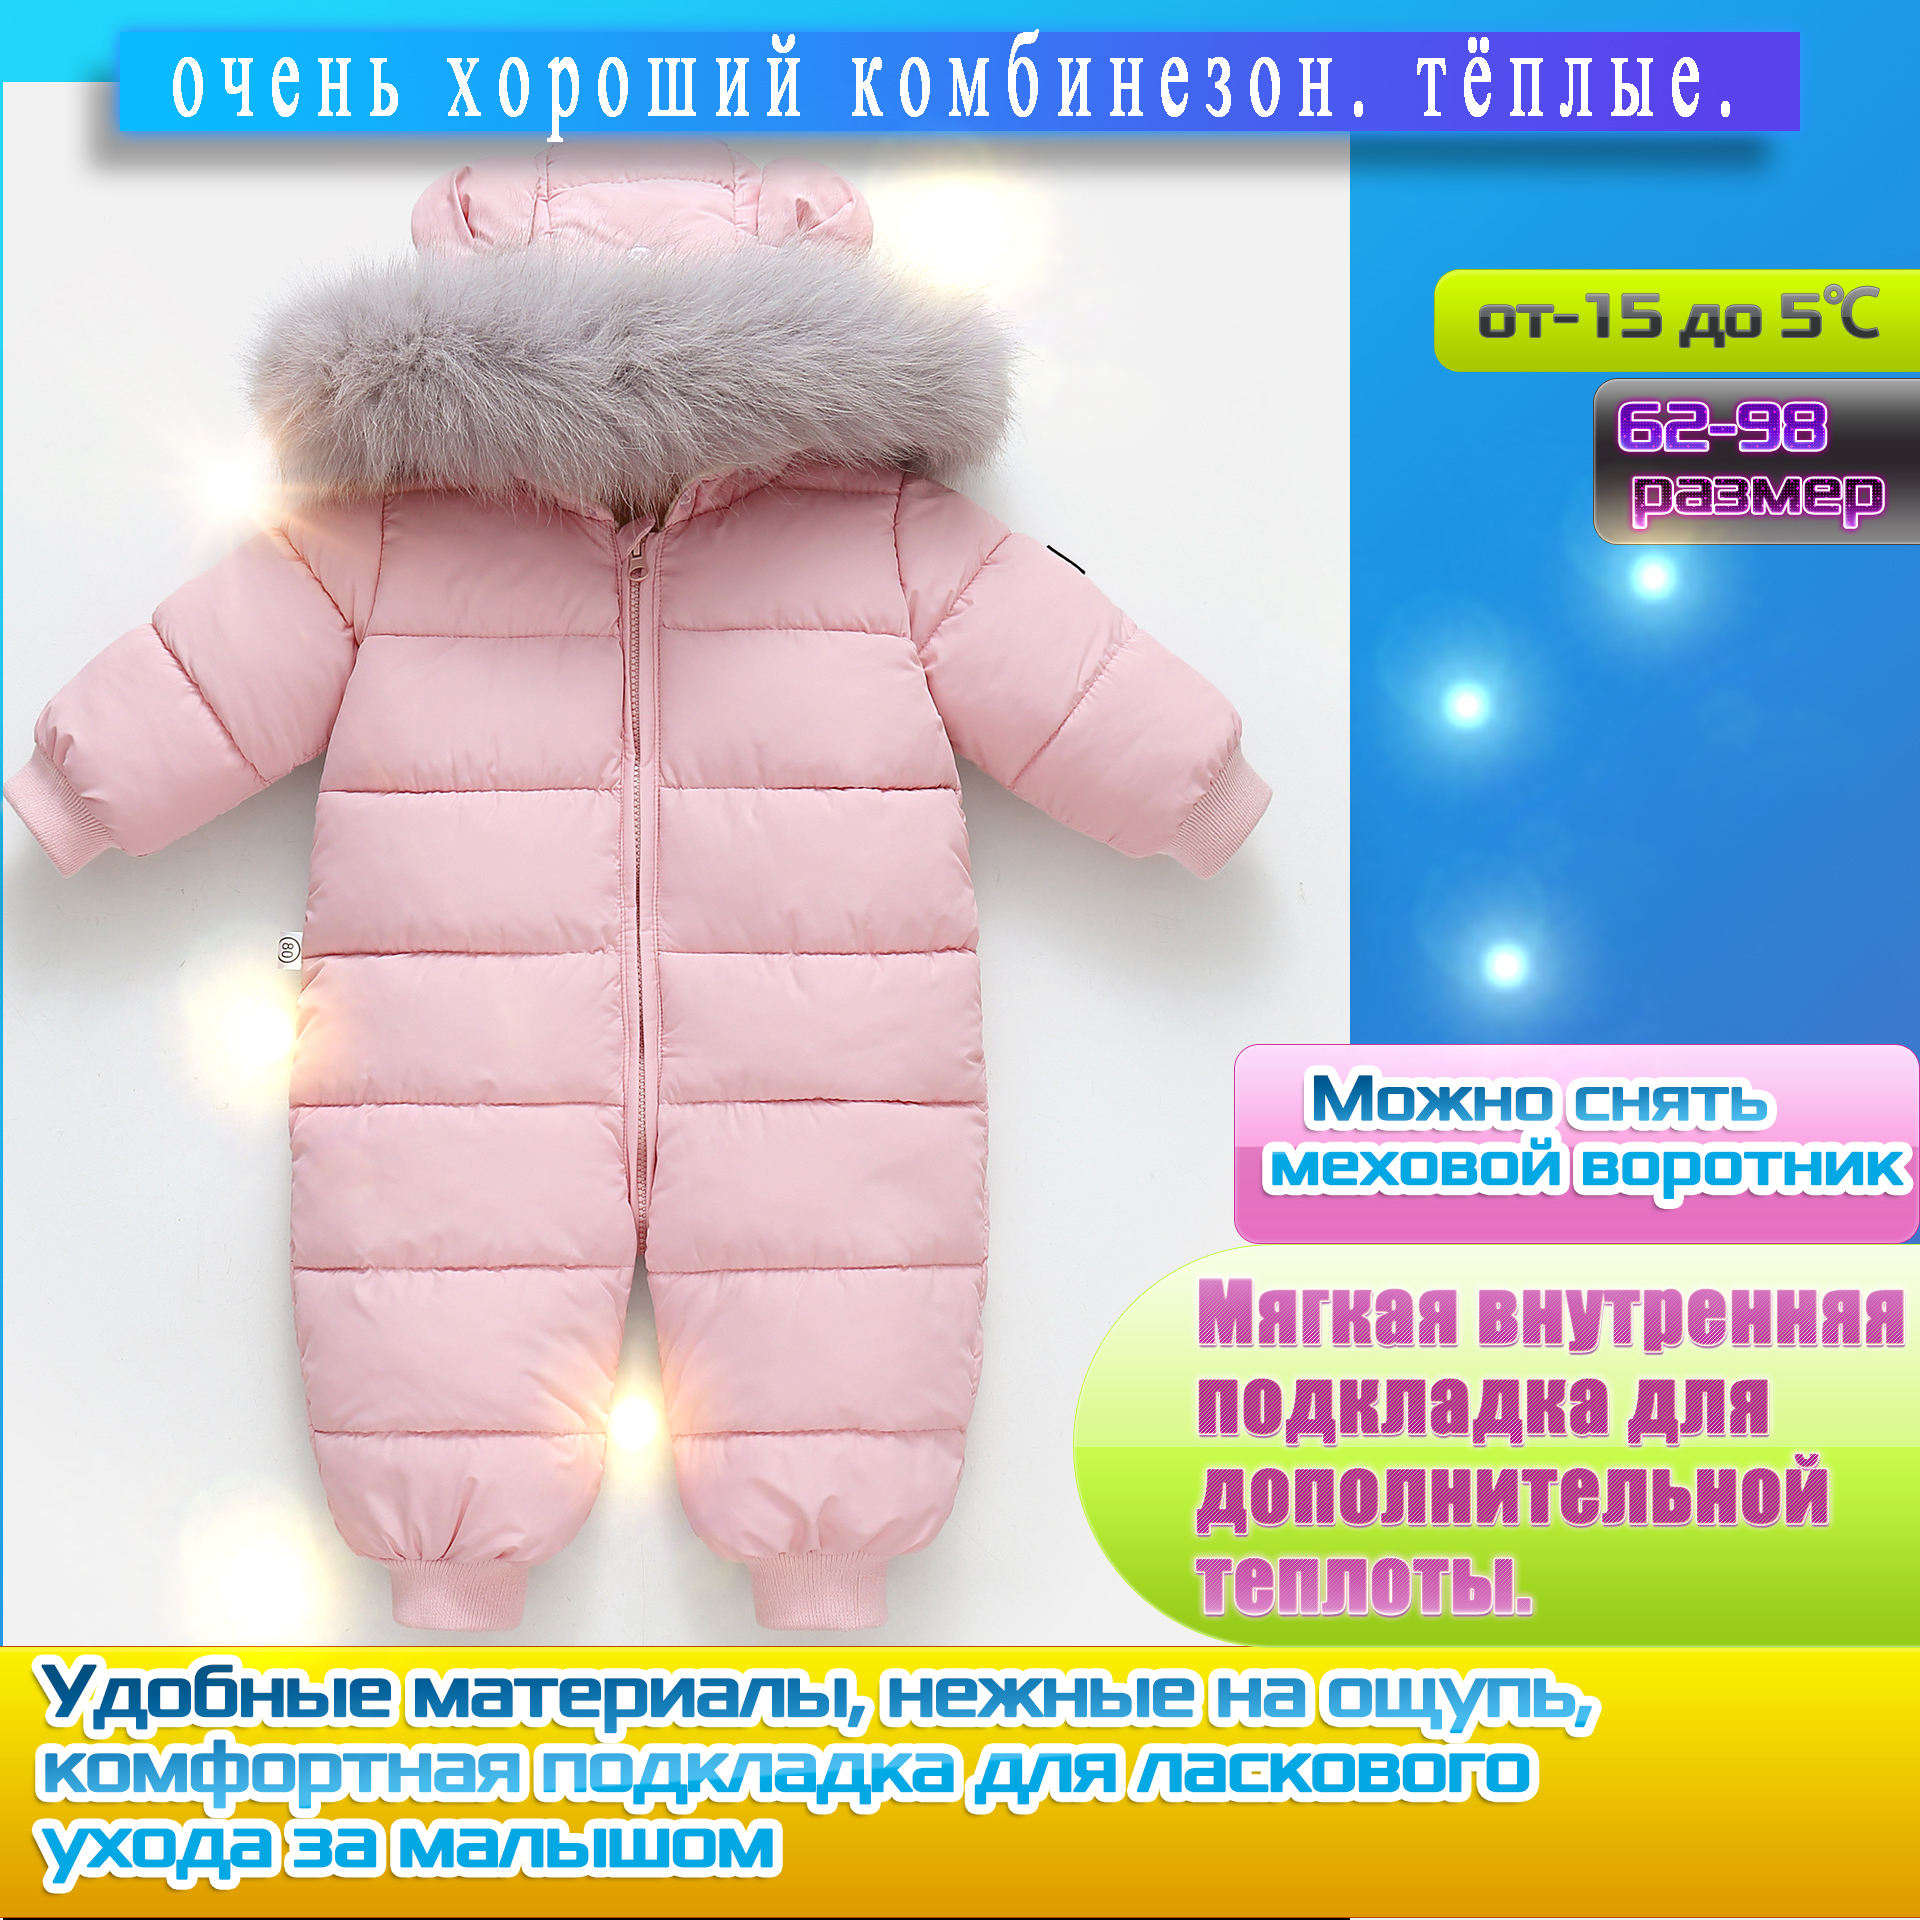 очень хороший комбинезон. тёплые.
от-15 до 5℃
62-98
размер
80
Можно снять
меховой воротник
Мягкая внутренняя
подкладка для
дополнительной
теплоты.
Удобные материалы, нежные на ощупь,
комфортная подкладка для ласкового
ухода за малышом